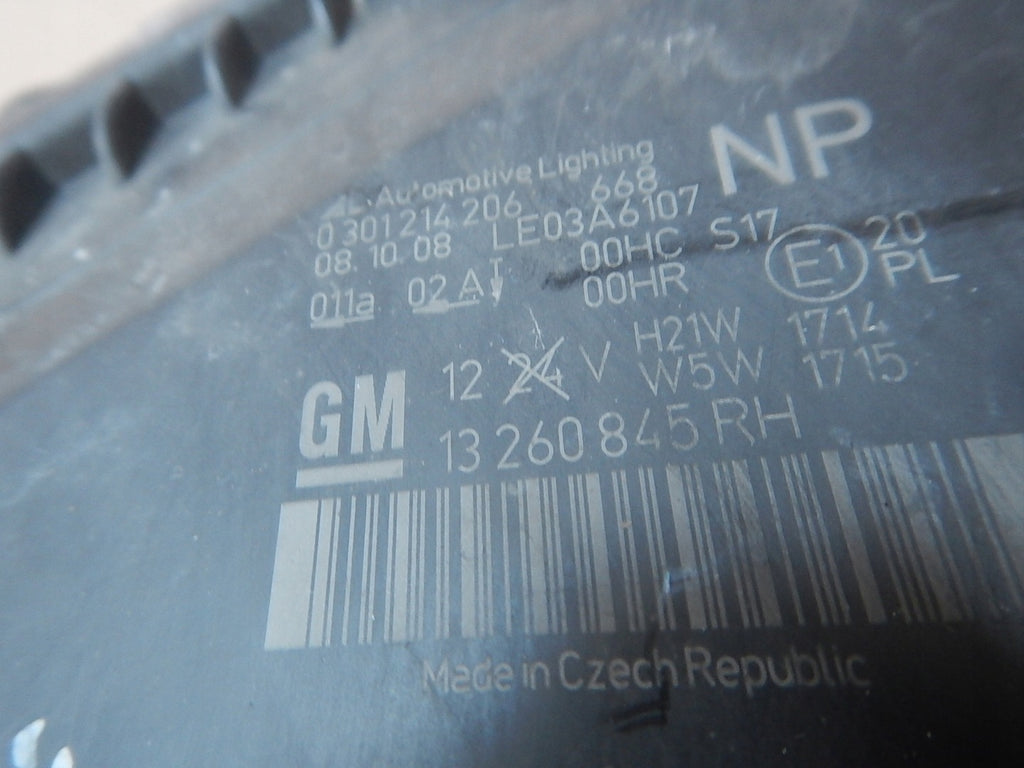 AL Automotive Lighting
0 301 214 206 668
NP
08.10.08 LE03A6107
011a 02 A 00HC S17 E1 20
00HR PL
GM
12 24 V H21W 1714
W5W 1715
13 260 845 RH
Made in Czech Republic